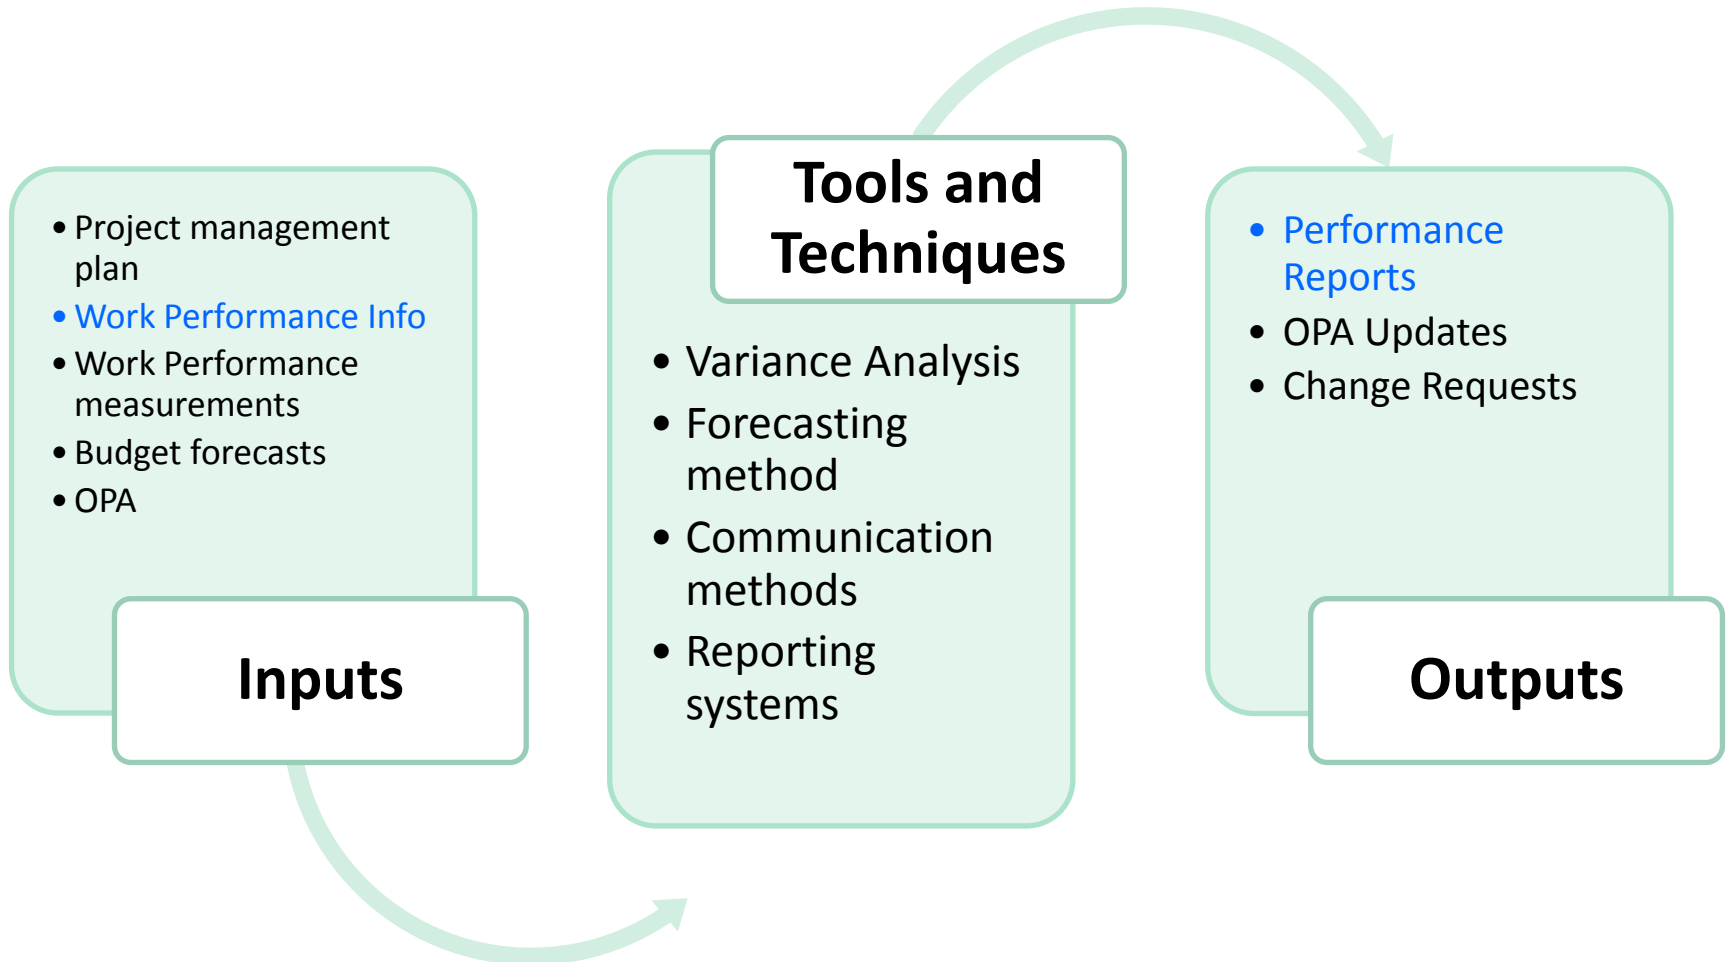 • Project management
plan
• Work Performance Info
• Work Performance
measurements
• Budget forecasts
• OPA
Inputs
Tools and
Techniques
• Variance Analysis
• Forecasting
method
• Communication
methods
• Reporting
systems
• Performance
Reports
• OPA Updates
• Change Requests
Outputs